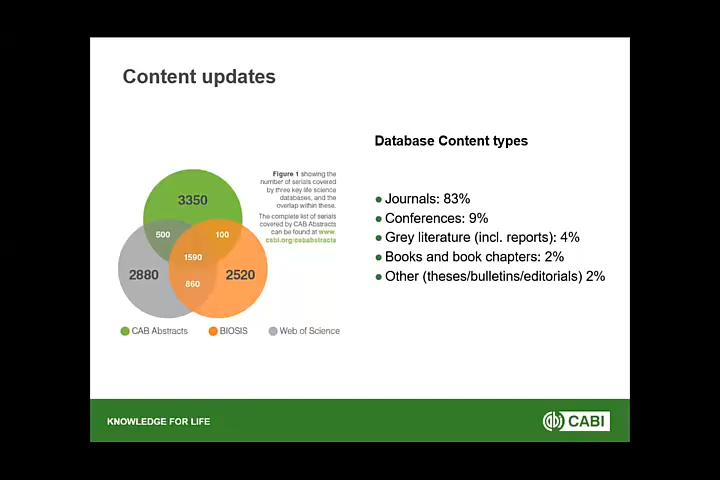 Content updates
Database Content types
Figure 1 showing the
number of serials covered
by three key life science
databases, and the
overlap within these.
The complete list of serials
covered by CAB Abstracts
can be found at www.
cabi.org/cababstracts
3350
500
100
1590
2880
2520
860
CAB Abstracts
BIOSIS
Web of Science
● Journals: 83%
● Conferences: 9%
● Grey literature (incl. reports): 4%
● Books and book chapters: 2%
● Other (theses/bulletins/editorials) 2%
KNOWLEDGE FOR LIFE
CABI